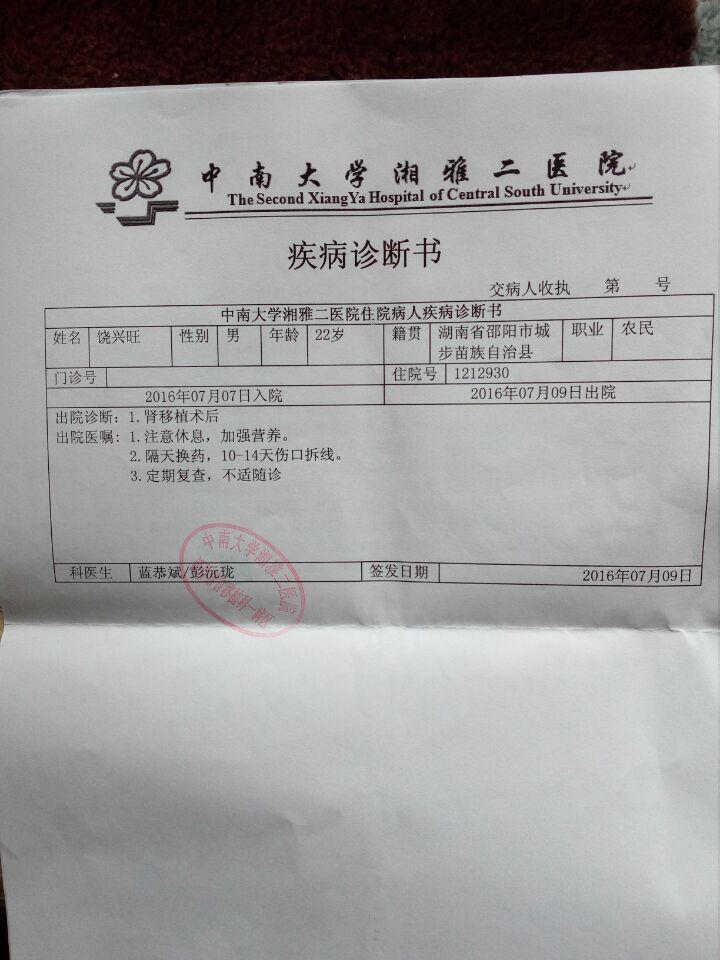 中南大学湘雅二医院
The Second XiangYa Hospital of Central South University
疾病诊断书
交病人收执 第 号
中南大学湘雅二医院住院病人疾病诊断书
姓名 饶兴旺 性别 男 年龄 22岁 籍贯 湖南省邵阳市城步苗族自治县 职业 农民
门诊号 住院号 1212930
2016年07月07日入院 2016年07月09日出院
出院诊断：1.肾移植术后
出院医嘱：1.注意休息，加强营养。
2.隔天换药，10-14天伤口拆线。
3.定期复查，不适随诊
科医生 蓝恭斌/彭沅珑 签发日期 2016年07月09日
中南大学湘雅二医院
移植科一病区